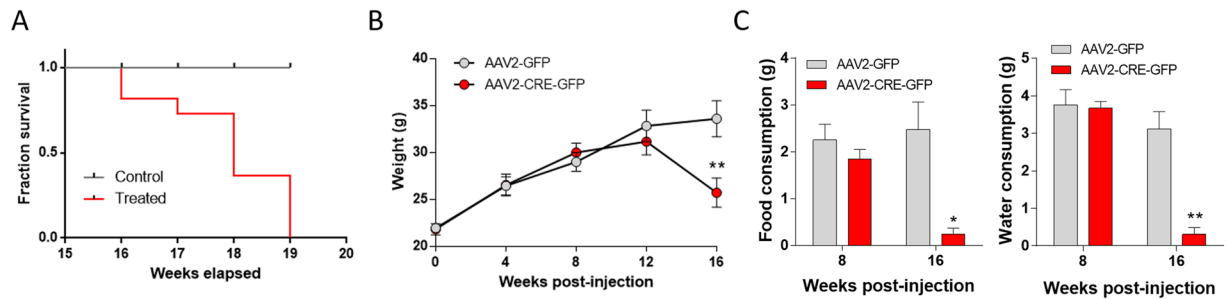 A
Fraction survival
1.0
0.5
0.0
Control
Treated
15 16 17 18 19 20
Weeks elapsed
B
Weight (g)
40
35
30
25
20
AAV2-GFP
AAV2-CRE-GFP
**
0 4 8 12 16
Weeks post-injection
C
Food consumption (g)
4
3
2
1
0
AAV2-GFP
AAV2-CRE-GFP
*
8 16
Weeks post-injection
Water consumption (g)
5
4
3
2
1
0
AAV2-GFP
AAV2-CRE-GFP
**
8 16
Weeks post-injection